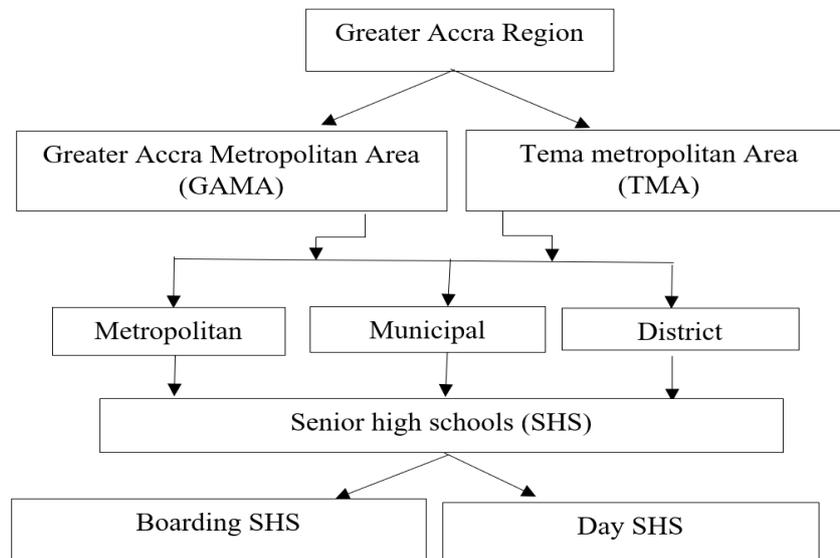 Greater Accra Region
Greater Accra Metropolitan Area
(GAMA)
Tema metropolitan Area
(TMA)
Metropolitan
Municipal
District
Senior high schools (SHS)
Boarding SHS
Day SHS